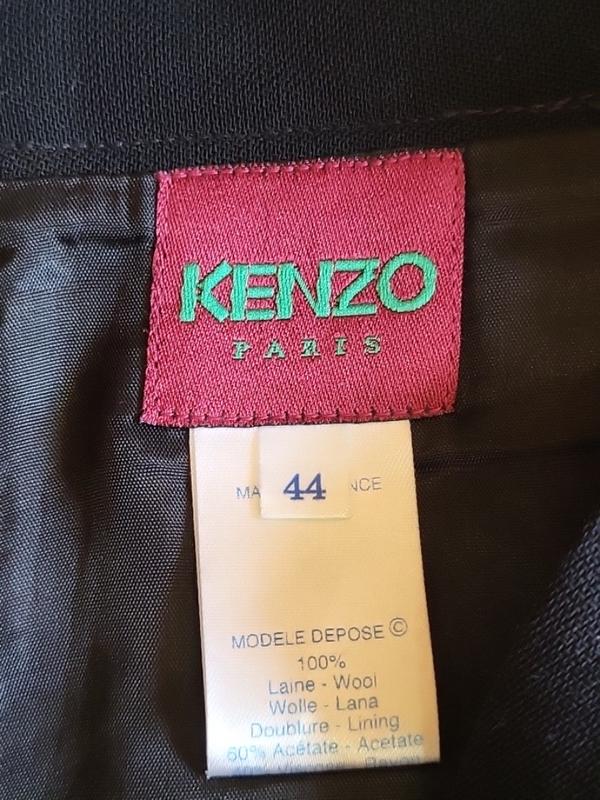 KENZO
PARIS
MA 44 NCE
MODELE DEPOSE ©
100%
Laine - Wool
Wolle - Lana
Doublure - Lining
60% Acétate - Acetate